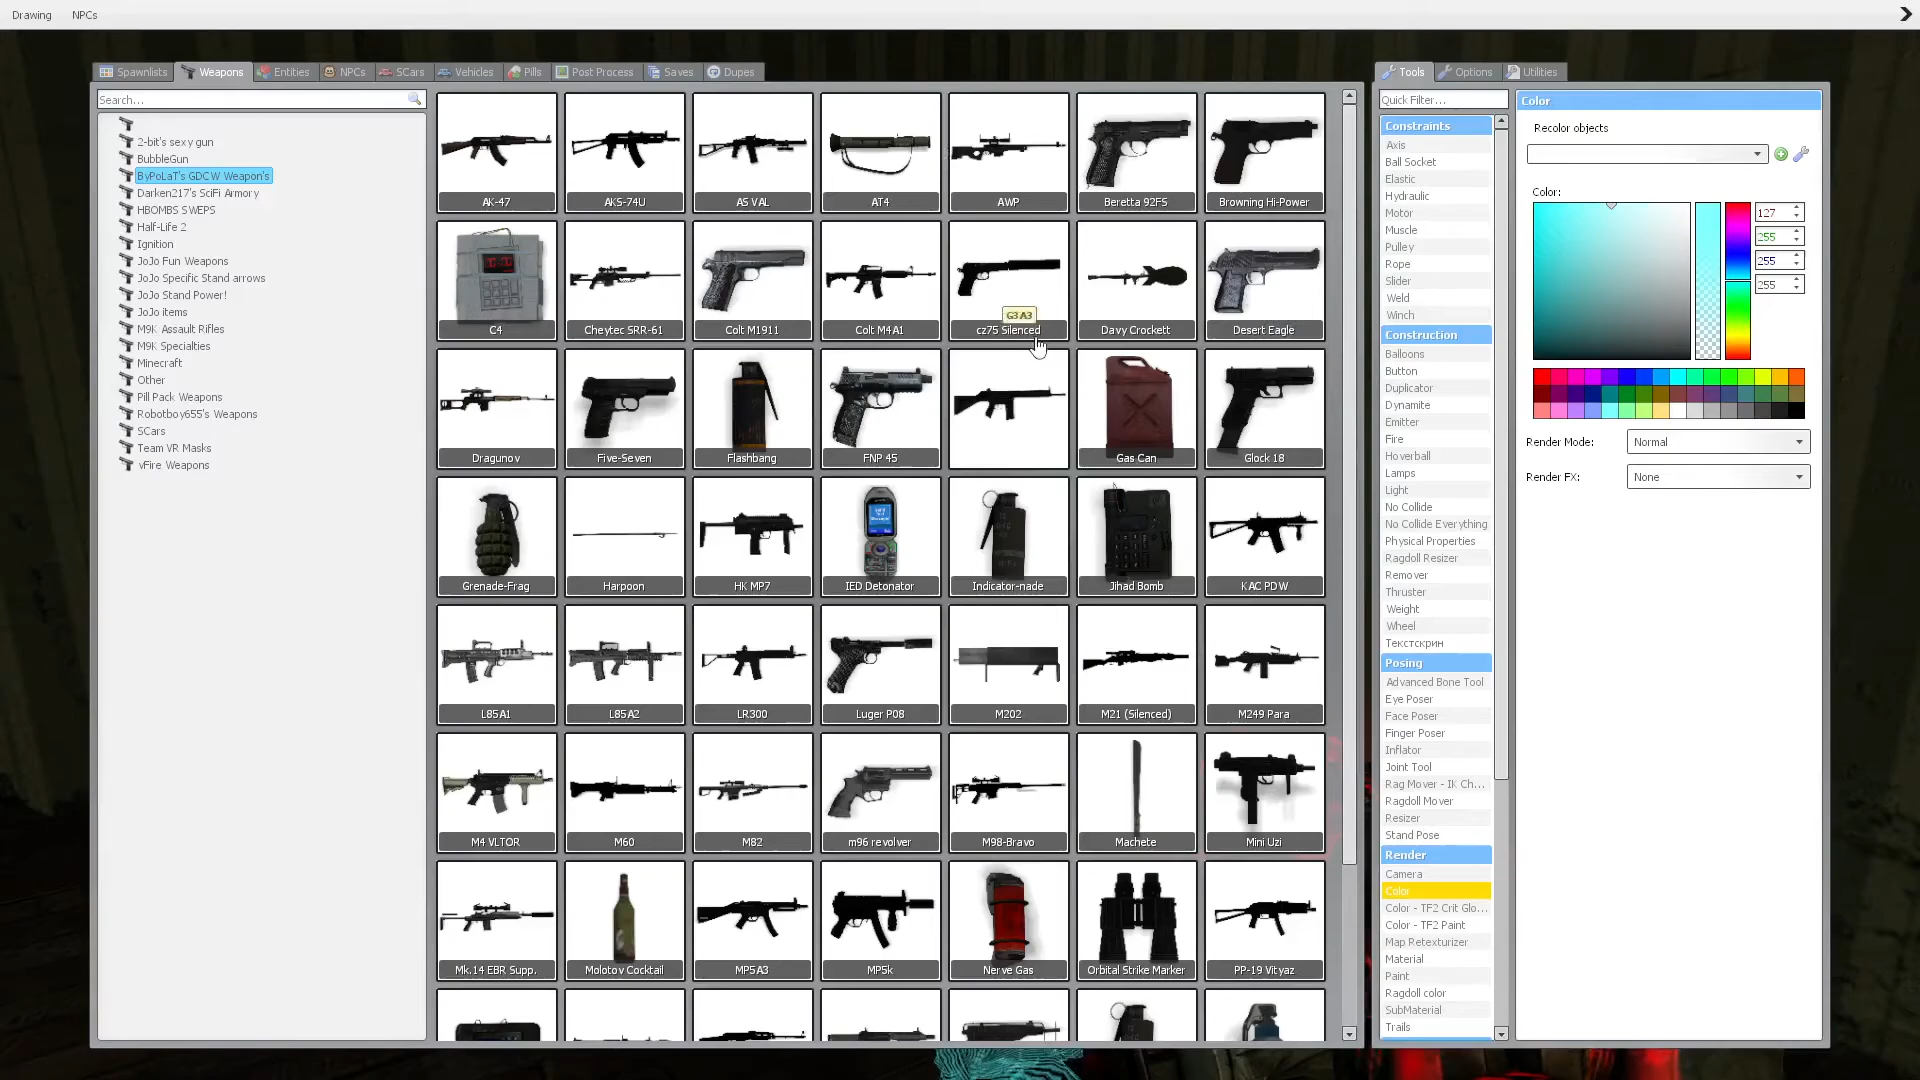 Drawing NPCs
Spawnlists Weapons Entities NPCs SCars Vehicles Pills Post Process Saves Dupes
Search...
2-bit's sexy gun
BubbleGun
ByPoLaT's GDCW Weapon's
Darken217's SciFi Armory
HBOMBS SWEPS
Half-Life 2
Ignition
JoJo Fun Weapons
JoJo Specific Stand arrows
JoJo Stand Power!
JoJo items
M9K Assault Rifles
M9K Specialties
Minecraft
Other
Pill Pack Weapons
Robotboy655's Weapons
SCars
Team VR Masks
vFire Weapons
AK-47 AKS-74U AS VAL AT4 AWP Beretta 92FS Browning Hi-Power
G3A3
C4 Cheytec SRR-61 Colt M1911 Colt M4A1 cz75 Silenced Davy Crockett Desert Eagle
Dragunov Five-Seven Flashbang FNP 45 Gas Can Glock 18
Grenade-Frag Harpoon HK MP7 IED Detonator Indicator-nade Jihad Bomb KAC PDW
L85A1 L85A2 LR300 Luger P08 M202 M21 (Silenced) M249 Para
M4 VLTOR M60 M82 m96 revolver M98-Bravo Machete Mini Uzi
Mk.14 EBR Supp. Molotov Cocktail MP5A3 MP5k Nerve Gas Orbital Strike Marker PP-19 Vityaz
Tools Options Utilities
Quick Filter...
Constraints
Axis
Ball Socket
Elastic
Hydraulic
Motor
Muscle
Pulley
Rope
Slider
Weld
Winch
Construction
Balloons
Button
Duplicator
Dynamite
Emitter
Fire
Hoverball
Lamps
Light
No Collide
No Collide Everything
Physical Properties
Ragdoll Resizer
Remover
Thruster
Weight
Wheel
Текстскрин
Posing
Advanced Bone Tool
Eye Poser
Face Poser
Finger Poser
Inflator
Joint Tool
Rag Mover - IK Ch...
Ragdoll Mover
Resizer
Stand Pose
Render
Camera
Color
Color - TF2 Crit Glo...
Color - TF2 Paint
Map Retexturizer
Material
Paint
Ragdoll color
SubMaterial
Trails
Color
Recolor objects
Color:
127
255
255
255
Render Mode: Normal
Render FX: None